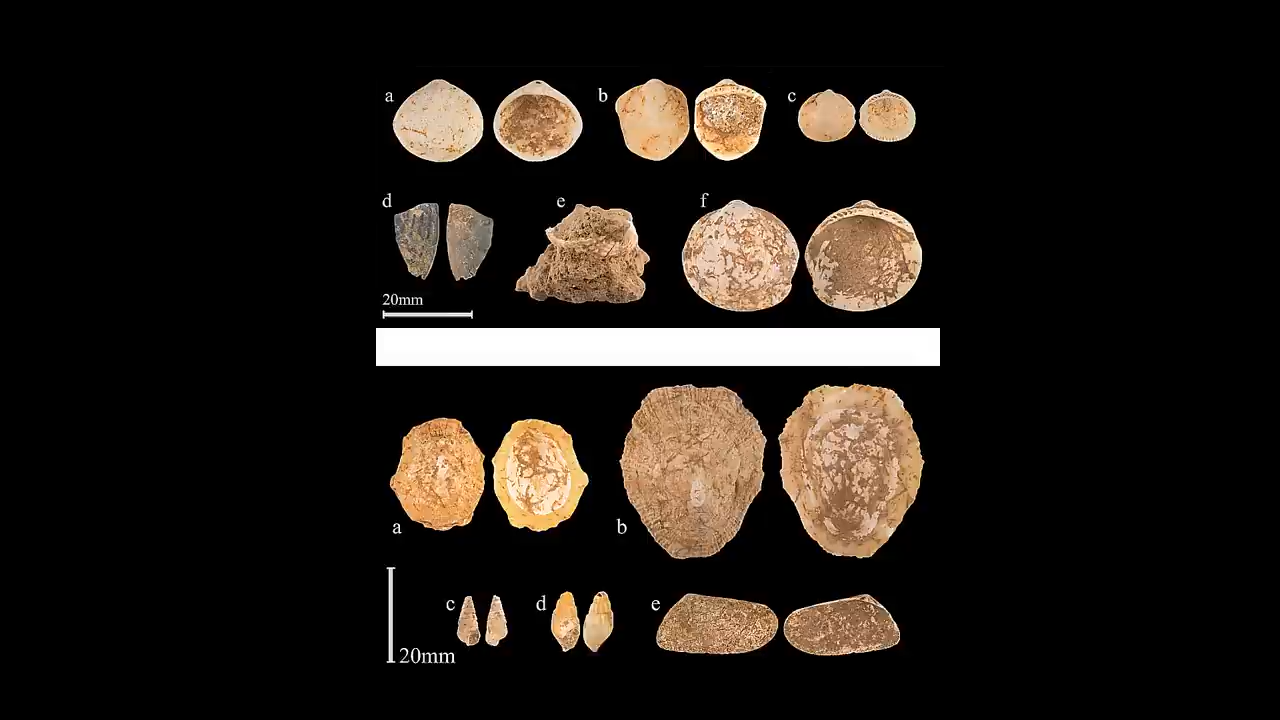 a b c
d e f
20mm
a b
c d e
20mm